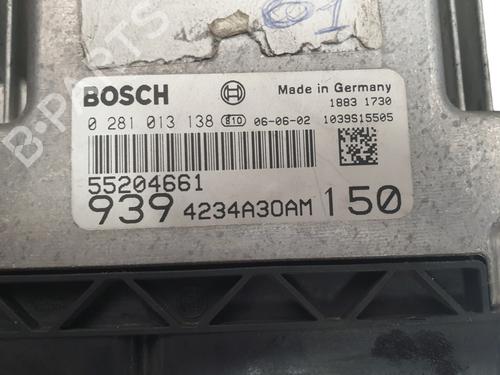 01
BOSCH Made in Germany
1883 1730
0 281 013 138 810 06-06-02 1039S15505
55204661
939 4234A30AM 150
B-PARTS